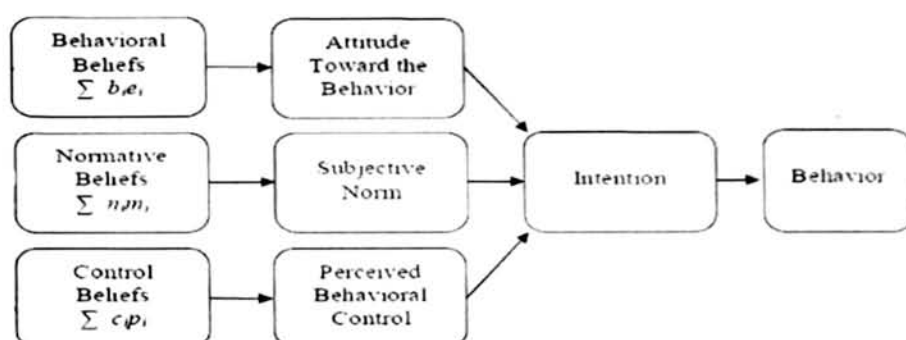 Behavioral
Beliefs
∑ bᵢeᵢ
Attitude
Toward the
Behavior
Normative
Beliefs
∑ nᵢmᵢ
Subjective
Norm
Intention
Behavior
Control
Beliefs
∑ cᵢpᵢ
Perceived
Behavioral
Control